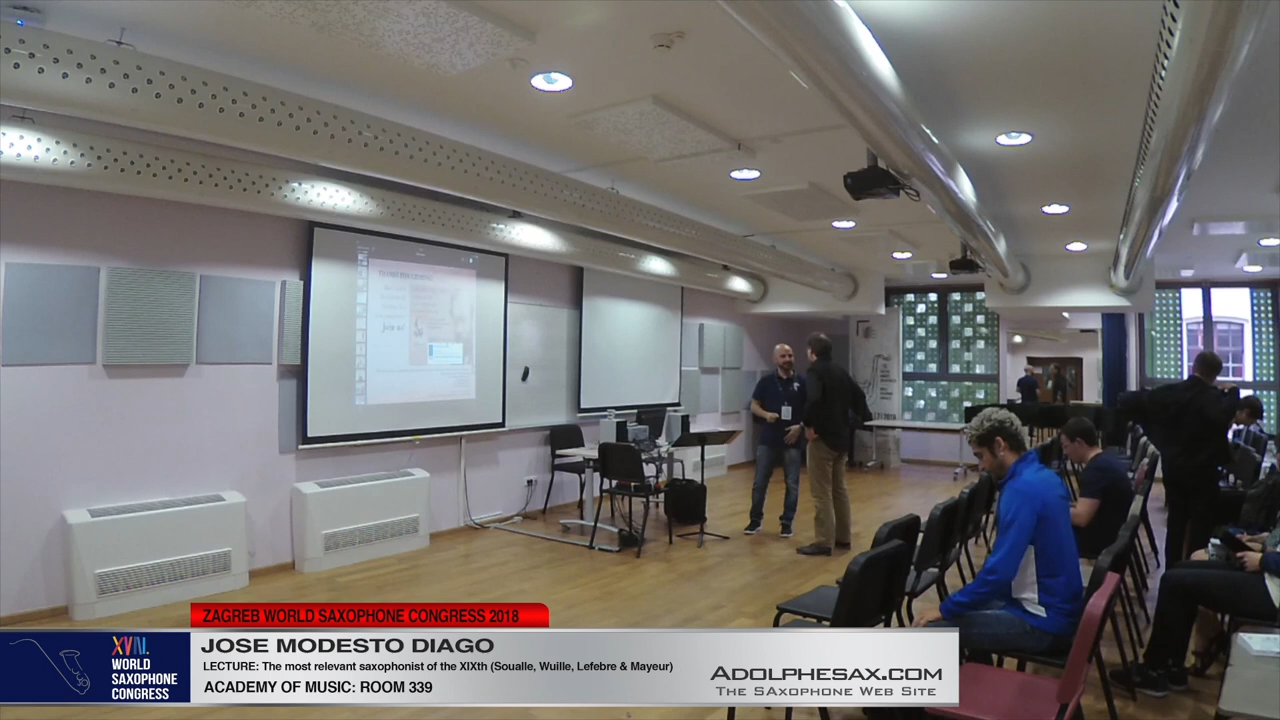 ZAGREB WORLD SAXOPHONE CONGRESS 2018
XVIII.
WORLD
SAXOPHONE
CONGRESS
JOSE MODESTO DIAGO
LECTURE: The most relevant saxophonist of the XIXth (Soualle, Wuille, Lefebre & Mayeur)
ACADEMY OF MUSIC: ROOM 339
ADOLPHESAX.COM
THE SAXOPHONE WEB SITE